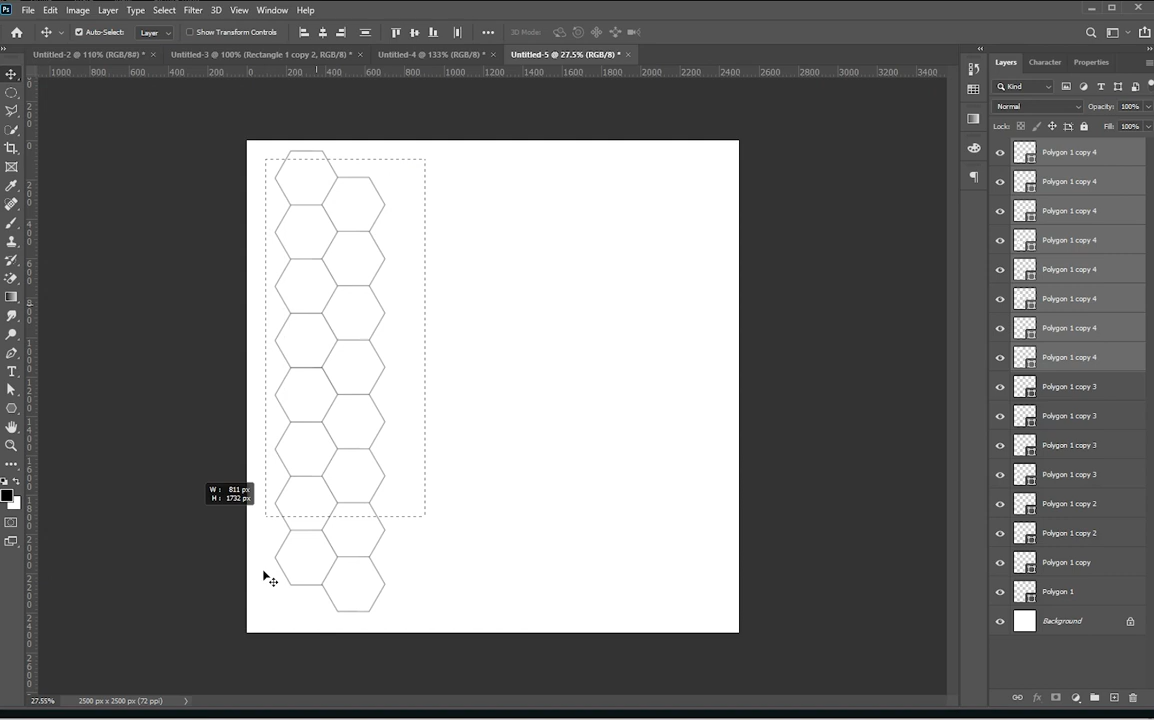 Ps File Edit Image Layer Type Select Filter 3D View Window Help
Auto-Select: Layer Show Transform Controls 3D Mode:
Untitled-2 @ 110% (RGB/8#) * × Untitled-3 @ 100% (Rectangle 1 copy 2, RGB/8) * × Untitled-4 @ 133% (RGB/8) * × Untitled-5 @ 27.5% (RGB/8) * ×
1000 800 600 400 200 0 200 400 600 800 1000 1200 1400 1600 1800 2000 2200 2400 2600 2800 3000 3200 3400
Layers Character Properties
Kind
Normal Opacity: 100%
Lock: Fill: 100%
Polygon 1 copy 4
Polygon 1 copy 4
Polygon 1 copy 4
Polygon 1 copy 4
Polygon 1 copy 4
Polygon 1 copy 4
Polygon 1 copy 4
Polygon 1 copy 4
Polygon 1 copy 3
Polygon 1 copy 3
Polygon 1 copy 3
Polygon 1 copy 3
Polygon 1 copy 2
Polygon 1 copy 2
Polygon 1 copy
Polygon 1
Background
W : 811 px
H : 1732 px
27.55% 2500 px x 2500 px (72 ppi)